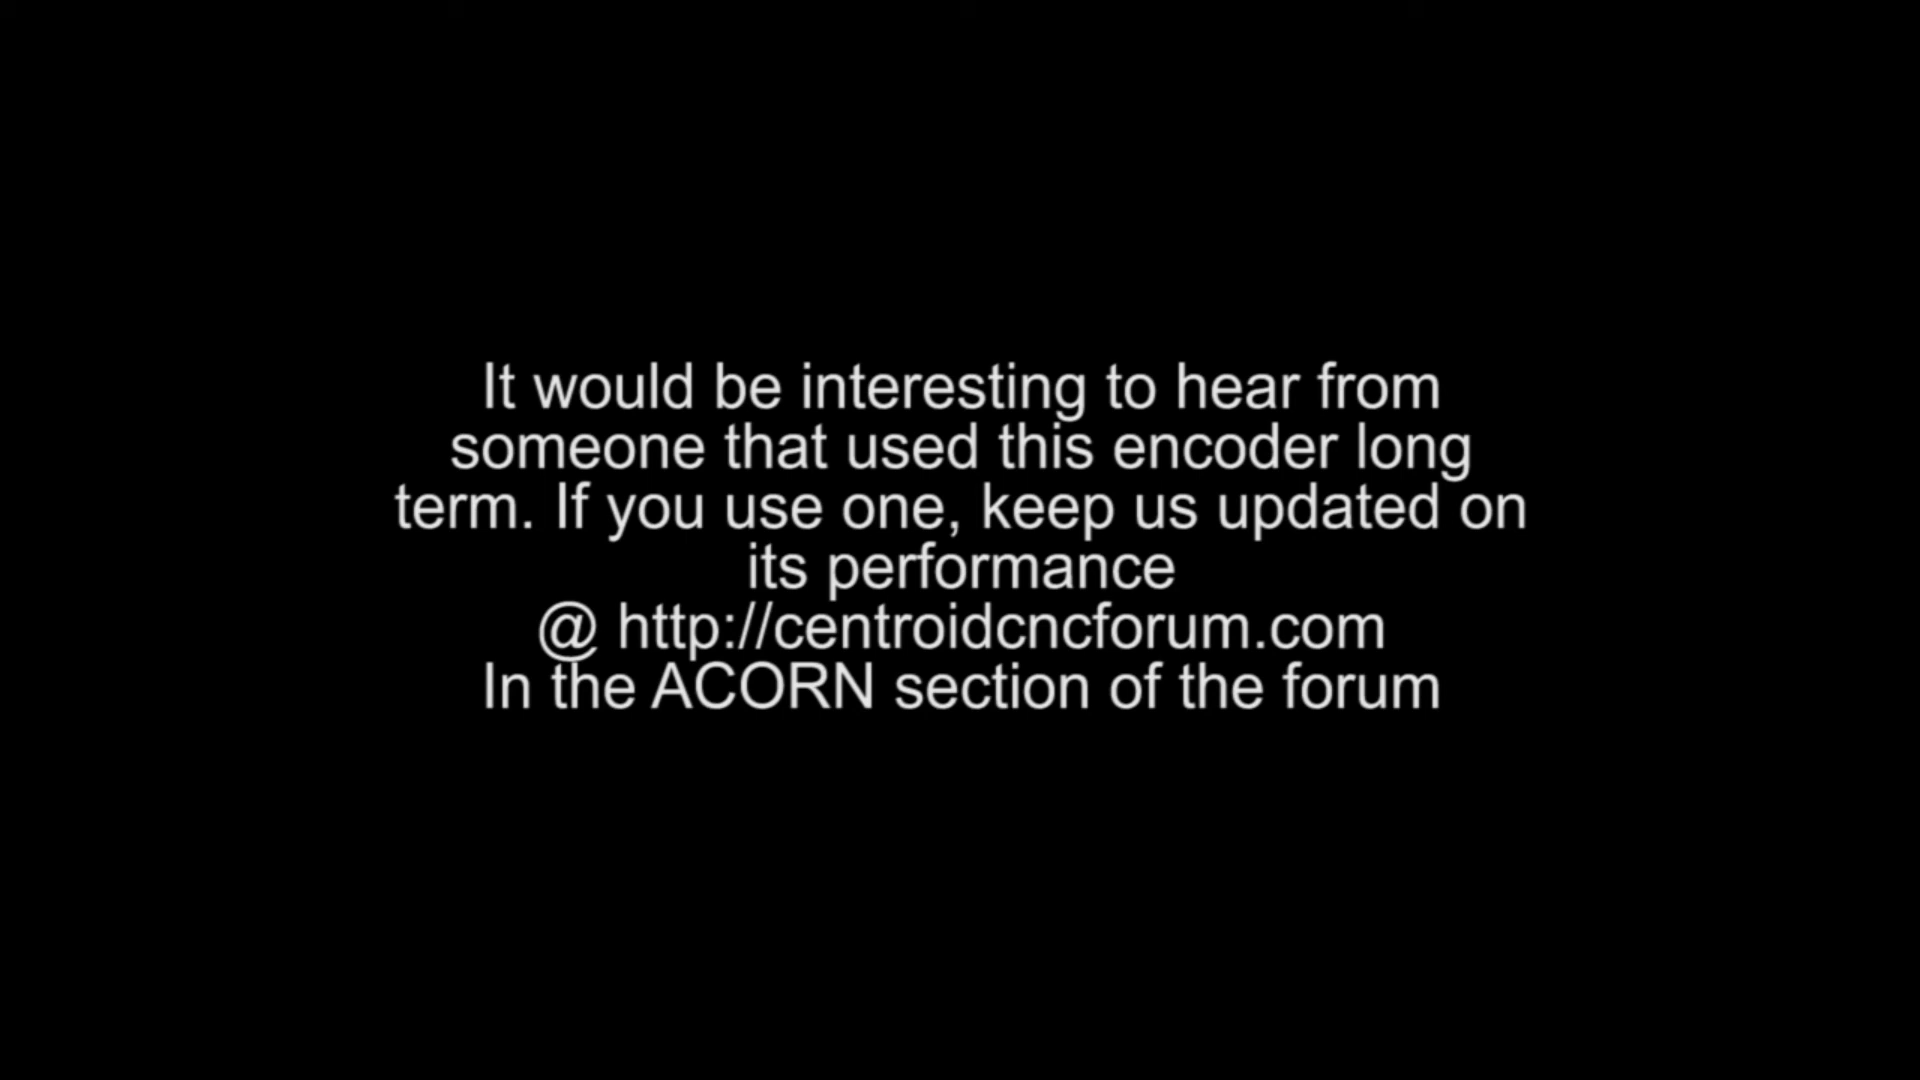 It would be interesting to hear from
someone that used this encoder long
term. If you use one, keep us updated on
its performance
@ http://centroidcncforum.com
In the ACORN section of the forum